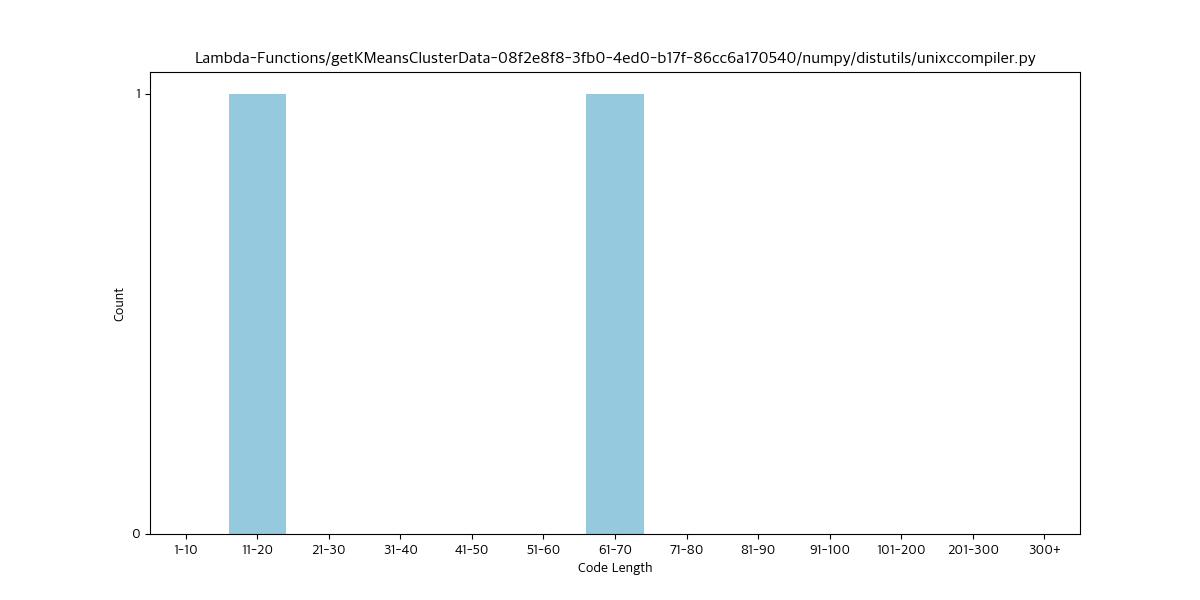 Lambda-Functions/getKMeansClusterData-08f2e8f8-3fb0-4ed0-b17f-86cc6a170540/numpy/distutils/unixccompiler.py
1
Count
0
1-10 11-20 21-30 31-40 41-50 51-60 61-70 71-80 81-90 91-100 101-200 201-300 300+
Code Length